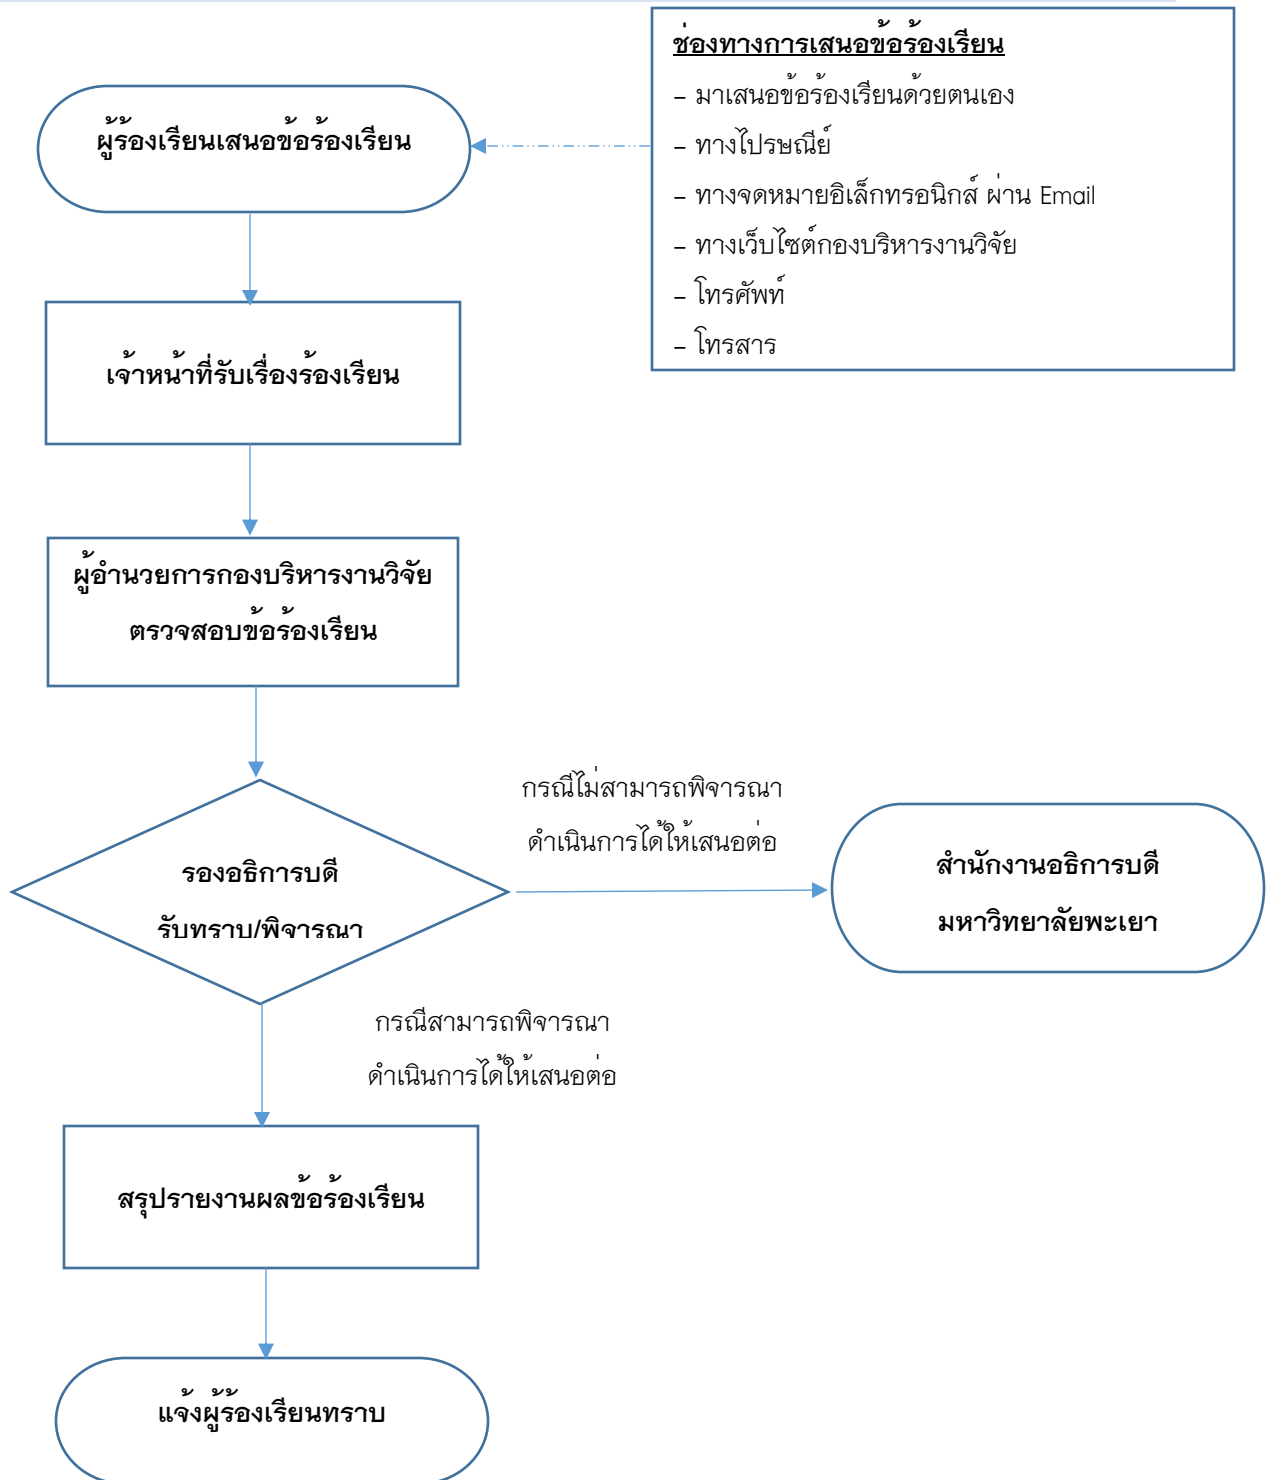 ช่องทางการเสนอข้อร้องเรียน
– มาเสนอข้อร้องเรียนด้วยตนเอง
– ทางไปรษณีย์
– ทางจดหมายอิเล็กทรอนิกส์ ผ่าน Email
– ทางเว็บไซต์กองบริหารงานวิจัย
– โทรศัพท์
– โทรสาร
ผู้ร้องเรียนเสนอข้อร้องเรียน
เจ้าหน้าที่รับเรื่องร้องเรียน
ผู้อำนวยการกองบริหารงานวิจัย
ตรวจสอบข้อร้องเรียน
รองอธิการบดี
รับทราบ/พิจารณา
กรณีไม่สามารถพิจารณา
ดำเนินการได้ให้เสนอต่อ
สำนักงานอธิการบดี
มหาวิทยาลัยพะเยา
กรณีสามารถพิจารณา
ดำเนินการได้ให้เสนอต่อ
สรุปรายงานผลข้อร้องเรียน
แจ้งผู้ร้องเรียนทราบ